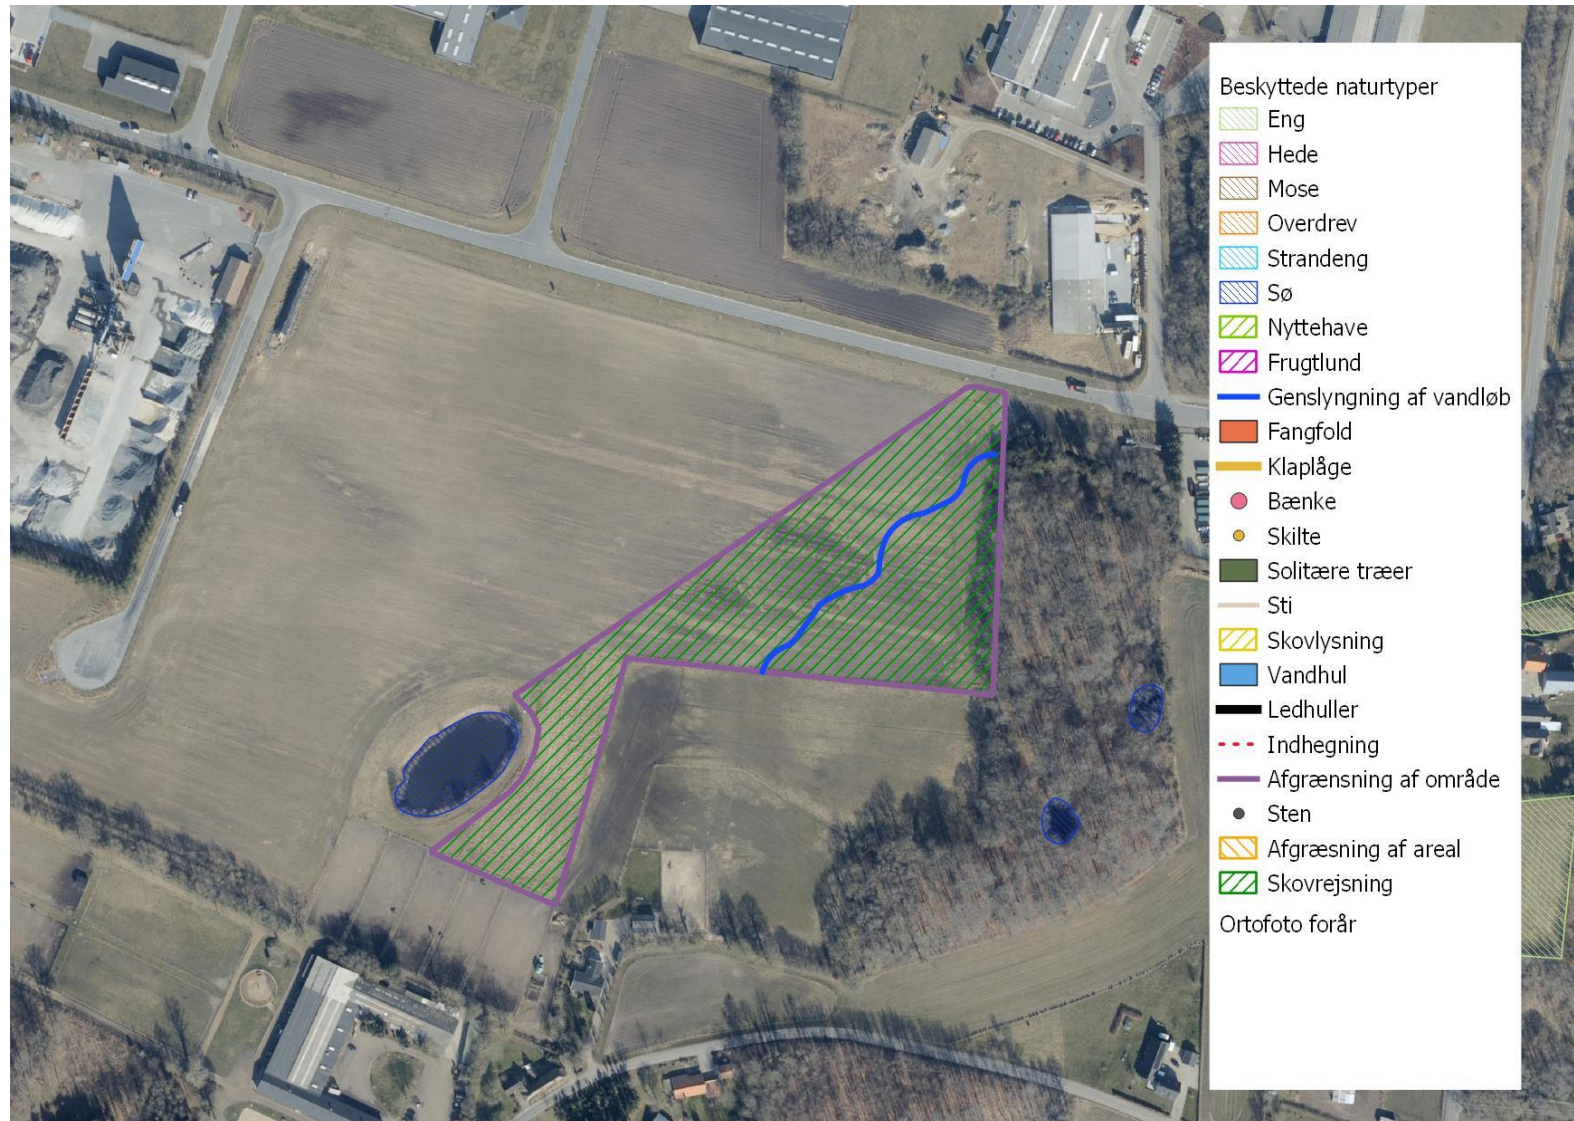 Beskyttede naturtyper
Eng
Hede
Mose
Overdrev
Strandeng
Sø
Nyttehave
Frugtlund
Genslyngning af vandløb
Fangfold
Klaplåge
Bænke
Skilte
Solitære træer
Sti
Skovlysning
Vandhul
Ledhuller
Indhegning
Afgrænsning af område
Sten
Afgræsning af areal
Skovrejsning
Ortofoto forår